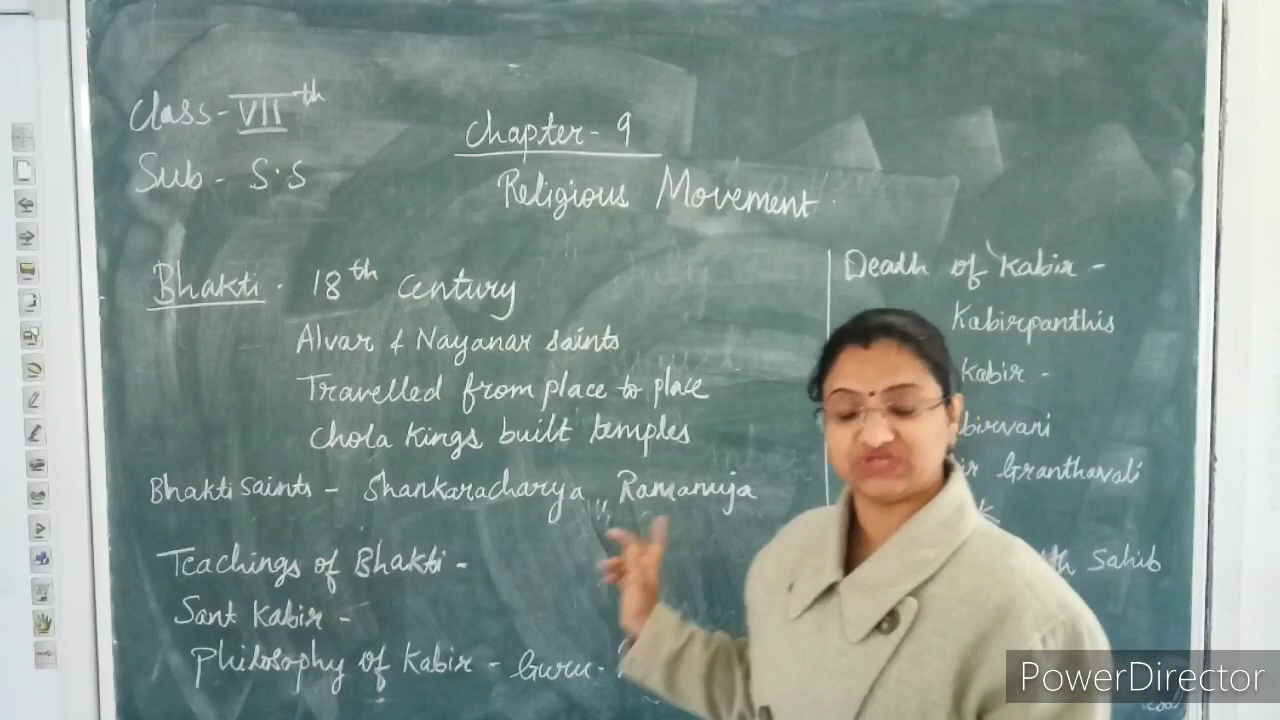 Class - VIIth
Sub - S.S
Chapter - 9
Religious Movement.
Bhakti. 18th century
Alvar & Nayanar saints
Travelled from place to place
Chola Kings built temples
Bhakti saints - Shankaracharya, Ramanuja
Teachings of Bhakti -
Sant Kabir -
Philosophy of Kabir - Guru -
Death of Kabir -
Kabirpanthis
Kabir -
Granthavali
Sahib
PowerDirector